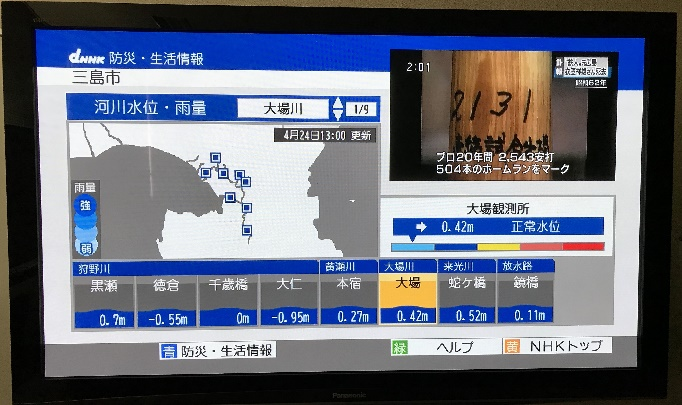 dNHK 防災・生活情報
三島市
河川水位・雨量 大場川 1/9
4月24日13:00 更新
雨量
強
弱
2:01
昭和62年
2131
プロ20年間 2,543安打
504本のホームランをマーク
大場観測所
0.42m 正常水位
狩野川 黄瀬川 大場川 来光川 放水路
黒瀬 徳倉 千歳橋 大仁 本宿 大場 蛇ケ橋 鏡橋
0.7m -0.55m 0m -0.95m 0.27m 0.42m 0.52m 0.11m
青 防災・生活情報 緑 ヘルプ 黄 NHKトップ
Panasonic